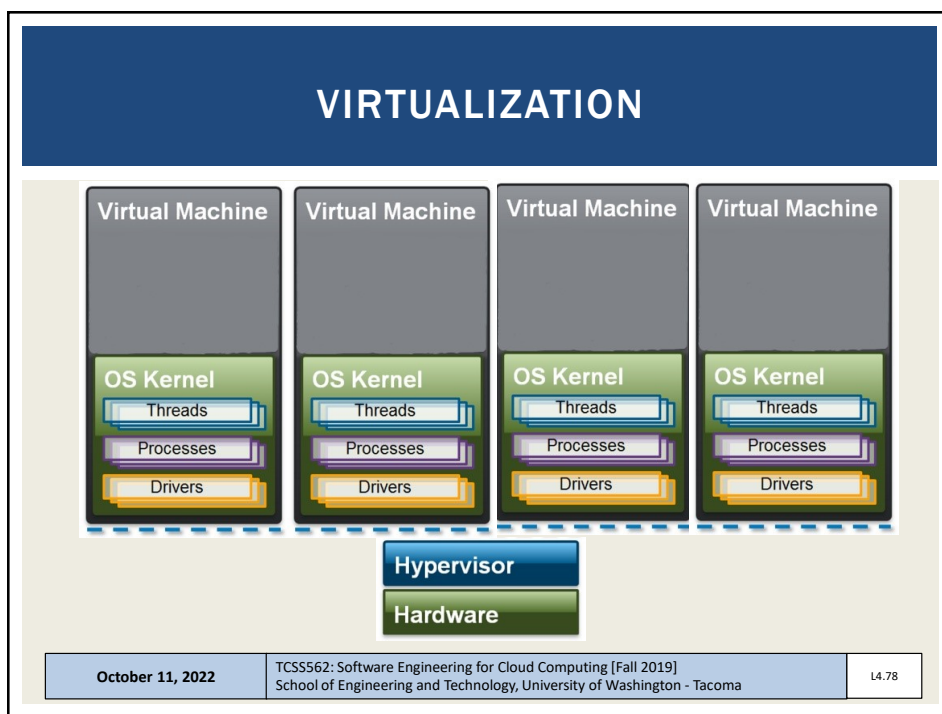 VIRTUALIZATION
Virtual Machine
Virtual Machine
Virtual Machine
Virtual Machine
OS Kernel
OS Kernel
OS Kernel
OS Kernel
Threads
Threads
Threads
Threads
Processes
Processes
Processes
Processes
Drivers
Drivers
Drivers
Drivers
Hypervisor
Hardware
October 11, 2022
TCSS562: Software Engineering for Cloud Computing [Fall 2019]
School of Engineering and Technology, University of Washington - Tacoma
L4.78